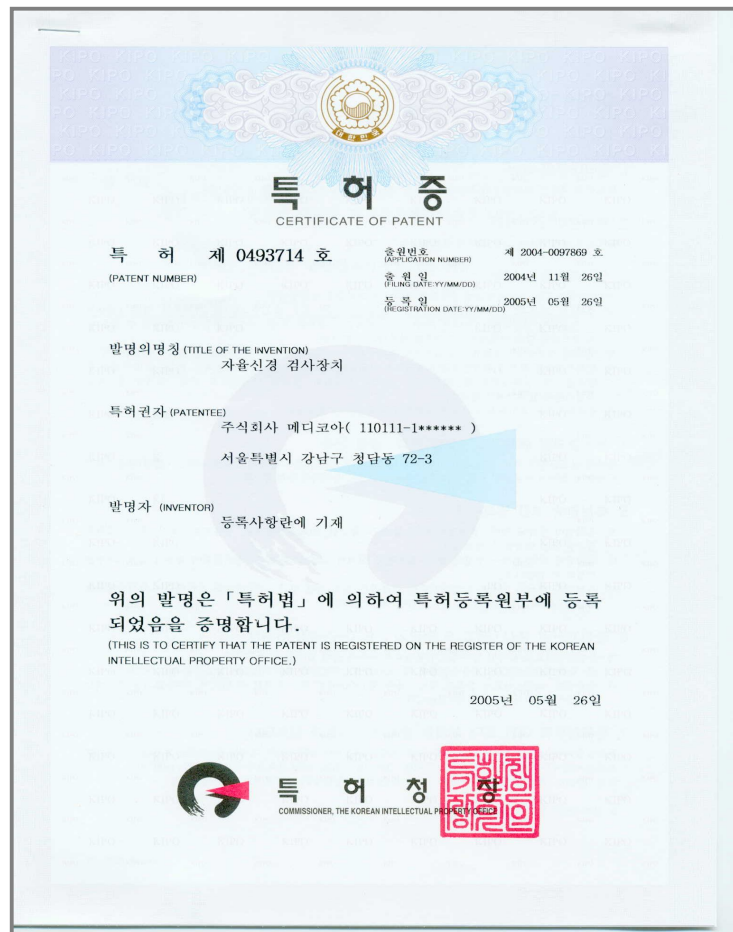 대한민국
특 허 증
CERTIFICATE OF PATENT
특 허 제 0493714 호
(PATENT NUMBER)
출원번호 제 2004-0097869 호
(APPLICATION NUMBER)
출 원 일 2004년 11월 26일
(FILING DATE:YY/MM/DD)
등 록 일 2005년 05월 26일
(REGISTRATION DATE:YY/MM/DD)
발명의명칭 (TITLE OF THE INVENTION)
자율신경 검사장치
특허권자 (PATENTEE)
주식회사 메디코아( 110111-1****** )
서울특별시 강남구 청담동 72-3
발명자 (INVENTOR)
등록사항란에 기재
위의 발명은「특허법」에 의하여 특허등록원부에 등록
되었음을 증명합니다.
(THIS IS TO CERTIFY THAT THE PATENT IS REGISTERED ON THE REGISTER OF THE KOREAN
INTELLECTUAL PROPERTY OFFICE.)
2005년 05월 26일
특 허 청 장
COMMISSIONER, THE KOREAN INTELLECTUAL PROPERTY OFFICE